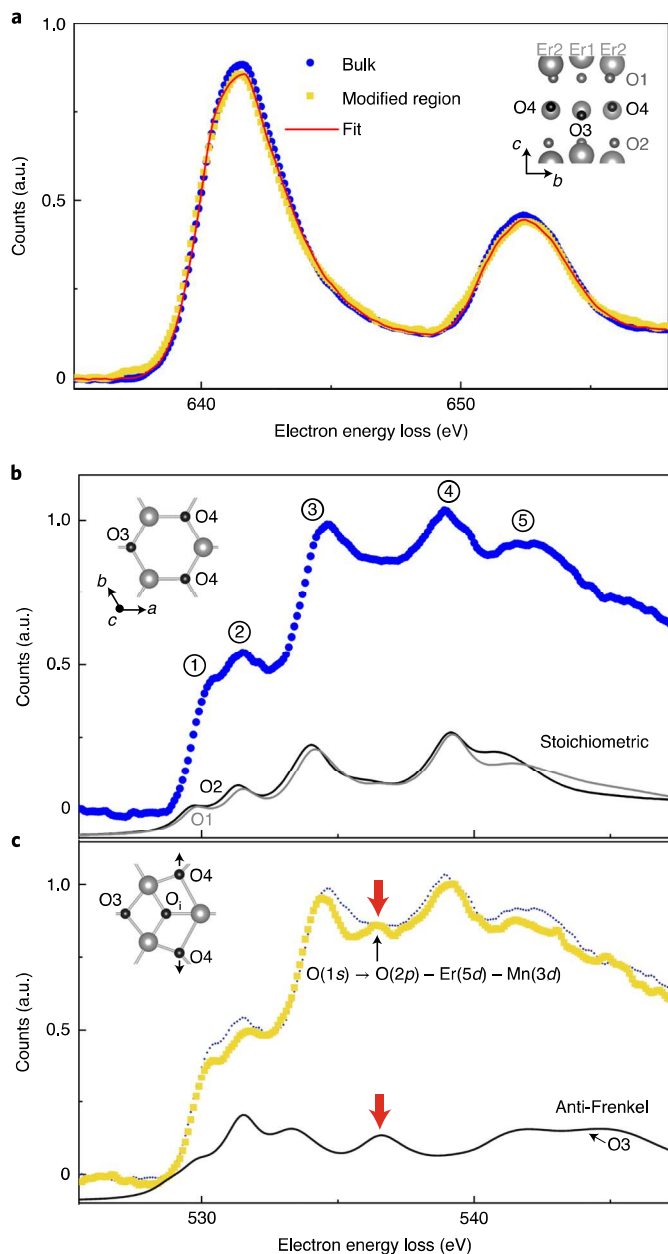 a
1.0
0.5
0
Counts (a.u.)
Bulk
Modified region
Fit
Er2 Er1 Er2
O1
O4 O4
O3
O2
c
b
640 650
Electron energy loss (eV)
b
1.0
0.5
0
Counts (a.u.)
O4
O3
O4
b
c a
1 2 3 4 5
Stoichiometric
O2
O1
c
1.0
0.5
0
Counts (a.u.)
O4
O3 Oi
O4
O(1s) → O(2p) – Er(5d) – Mn(3d)
Anti-Frenkel
O3
530 540
Electron energy loss (eV)